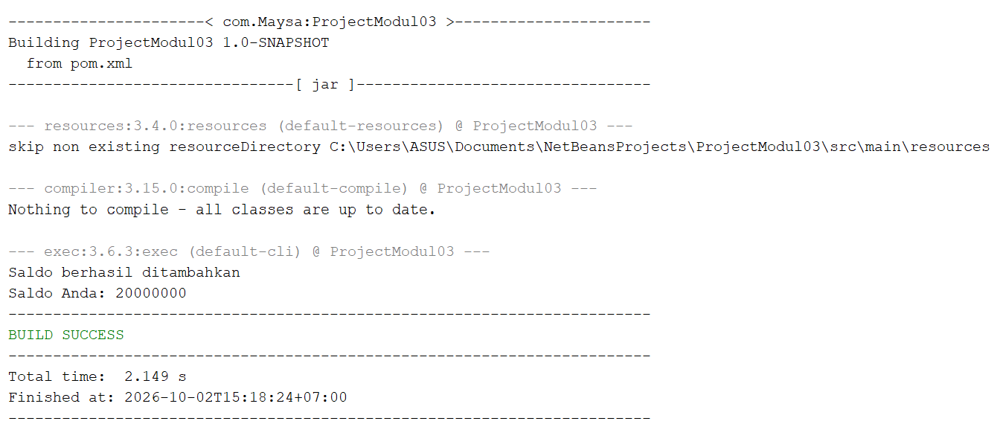 ----------------------< com.Maysa:ProjectModul03 >----------------------
Building ProjectModul03 1.0-SNAPSHOT
  from pom.xml
--------------------------------[ jar ]---------------------------------

--- resources:3.4.0:resources (default-resources) @ ProjectModul03 ---
skip non existing resourceDirectory C:\Users\ASUS\Documents\NetBeansProjects\ProjectModul03\src\main\resources

--- compiler:3.15.0:compile (default-compile) @ ProjectModul03 ---
Nothing to compile - all classes are up to date.

--- exec:3.6.3:exec (default-cli) @ ProjectModul03 ---
Saldo berhasil ditambahkan
Saldo Anda: 20000000
------------------------------------------------------------------------
BUILD SUCCESS
------------------------------------------------------------------------
Total time:  2.149 s
Finished at: 2026-10-02T15:18:24+07:00
------------------------------------------------------------------------